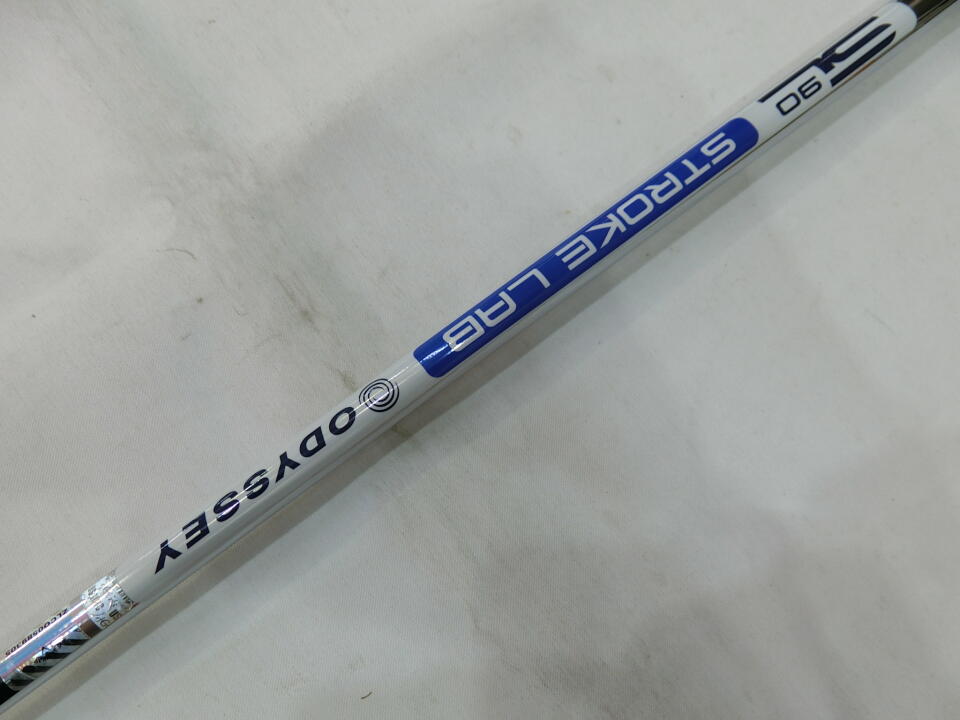 ODYSSEY
STROKE LAB
SL
90